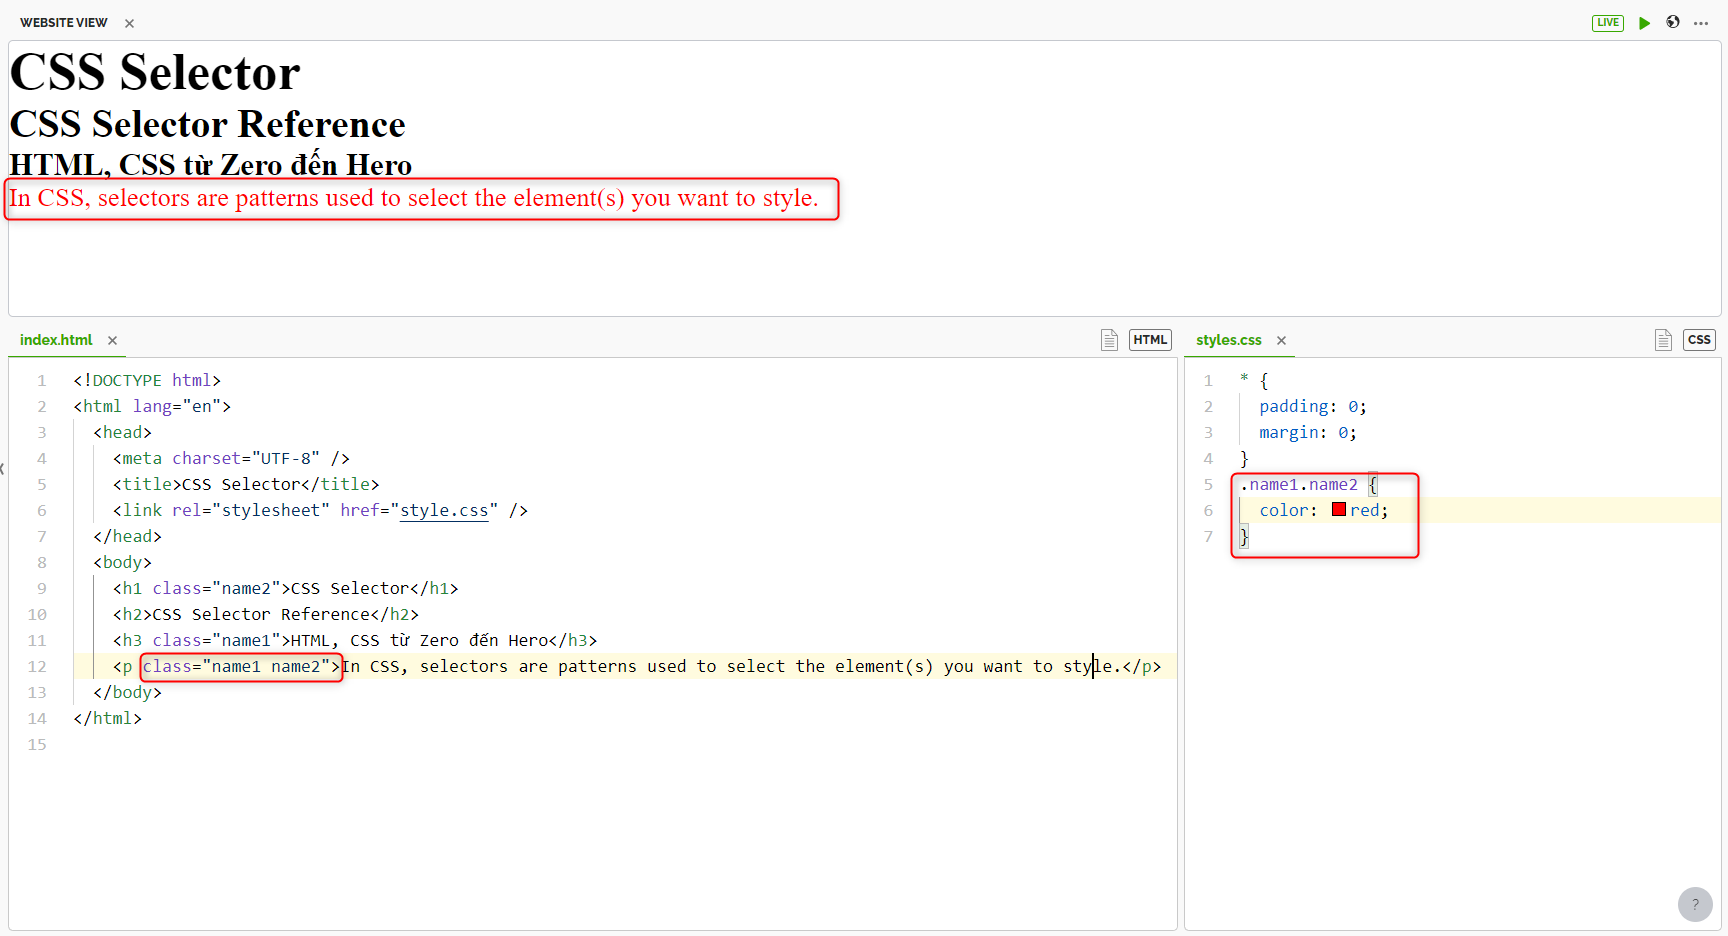 WEBSITE VIEW ×
LIVE
CSS Selector
CSS Selector Reference
HTML, CSS từ Zero đến Hero
In CSS, selectors are patterns used to select the element(s) you want to style.
index.html ×
HTML
1 <!DOCTYPE html>
2 <html lang="en">
3 <head>
4 <meta charset="UTF-8" />
5 <title>CSS Selector</title>
6 <link rel="stylesheet" href="style.css" />
7 </head>
8 <body>
9 <h1 class="name2">CSS Selector</h1>
10 <h2>CSS Selector Reference</h2>
11 <h3 class="name1">HTML, CSS từ Zero đến Hero</h3>
12 <p class="name1 name2">In CSS, selectors are patterns used to select the element(s) you want to style.</p>
13 </body>
14 </html>
15
styles.css ×
CSS
1 * {
2 padding: 0;
3 margin: 0;
4 }
5 .name1.name2 {
6 color: red;
7 }
?